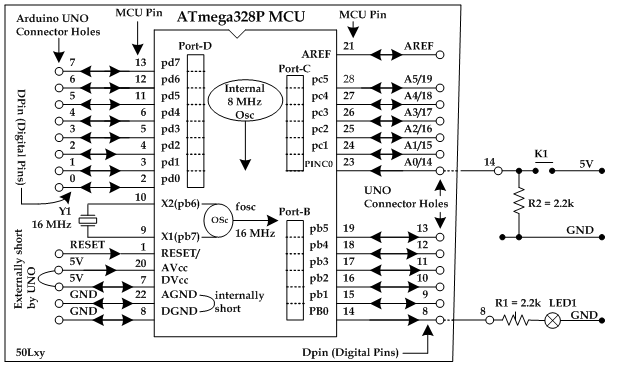 Arduino UNO
Connector Holes
MCU Pin
ATmega328P MCU
MCU Pin
7 13 pd7
6 12 pd6
5 11 pd5
4 6 pd4
3 5 pd3
2 4 pd2
1 3 pd1
0 2 pd0
Port-D
DPin (Digital Pins)
Internal
8 MHz
Osc
Port-C
AREF 21 AREF
pc5 28 A5/19
pc4 27 A4/18
pc3 26 A3/17
pc2 25 A2/16
pc1 24 A1/15
PINC0 23 A0/14
14
K1
5V
R2 = 2.2k
GND
UNO
Connector Holes
Y1
16 MHz
10 X2(pb6)
9 X1(pb7)
OSc
fosc
16 MHz
Port-B
pb5 19 13
pb4 18 12
pb3 17 11
pb2 16 10
pb1 15 9
PB0 14 8
8
R1 = 2.2k
LED1
GND
RESET 1 RESET/
5V 20 AVcc
5V 7 DVcc
GND 22 AGND
GND 8 DGND
internally
short
Externally short
by UNO
50Lxy
Dpin (Digital Pins)